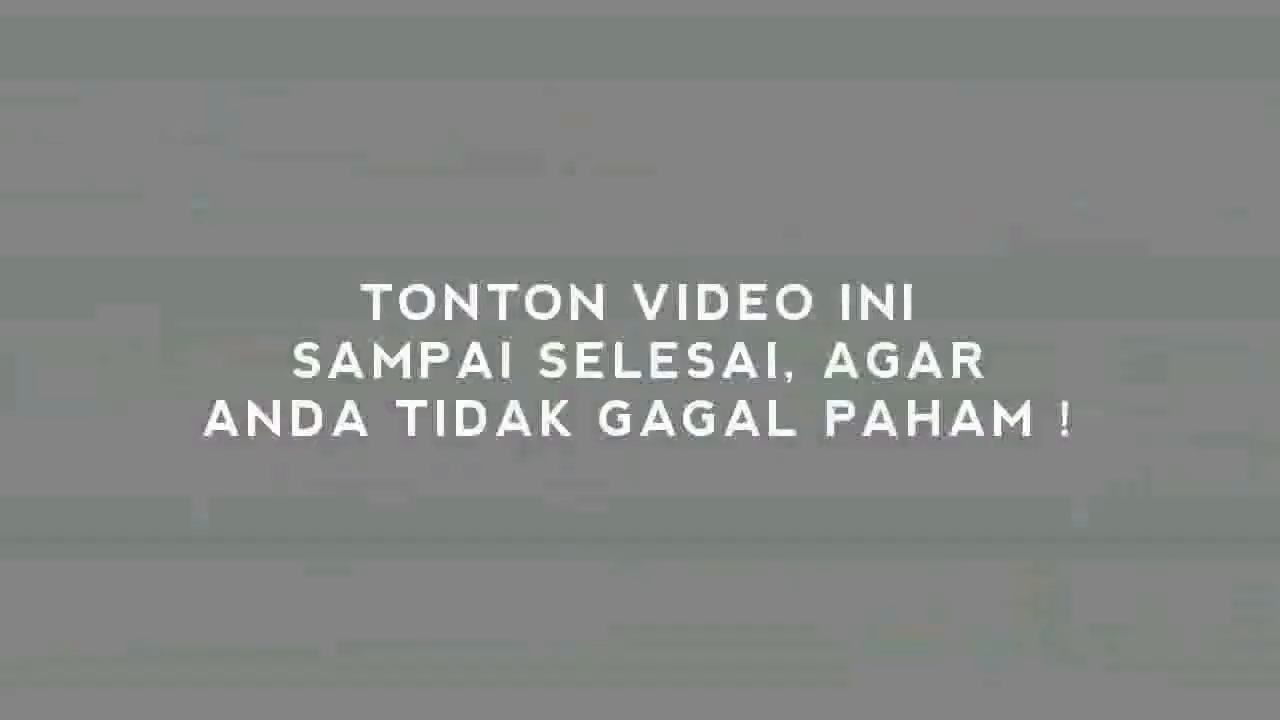 TONTON VIDEO INI
SAMPAI SELESAI, AGAR
ANDA TIDAK GAGAL PAHAM !